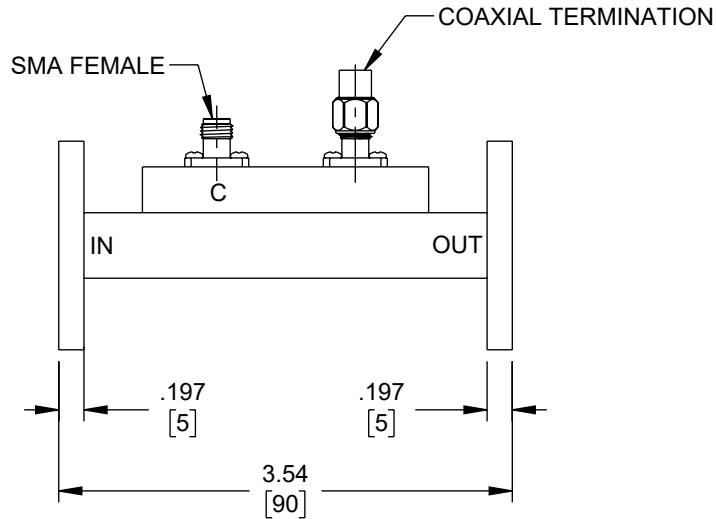 COAXIAL TERMINATION
SMA FEMALE
C
IN
OUT
.197
[5]
.197
[5]
3.54
[90]